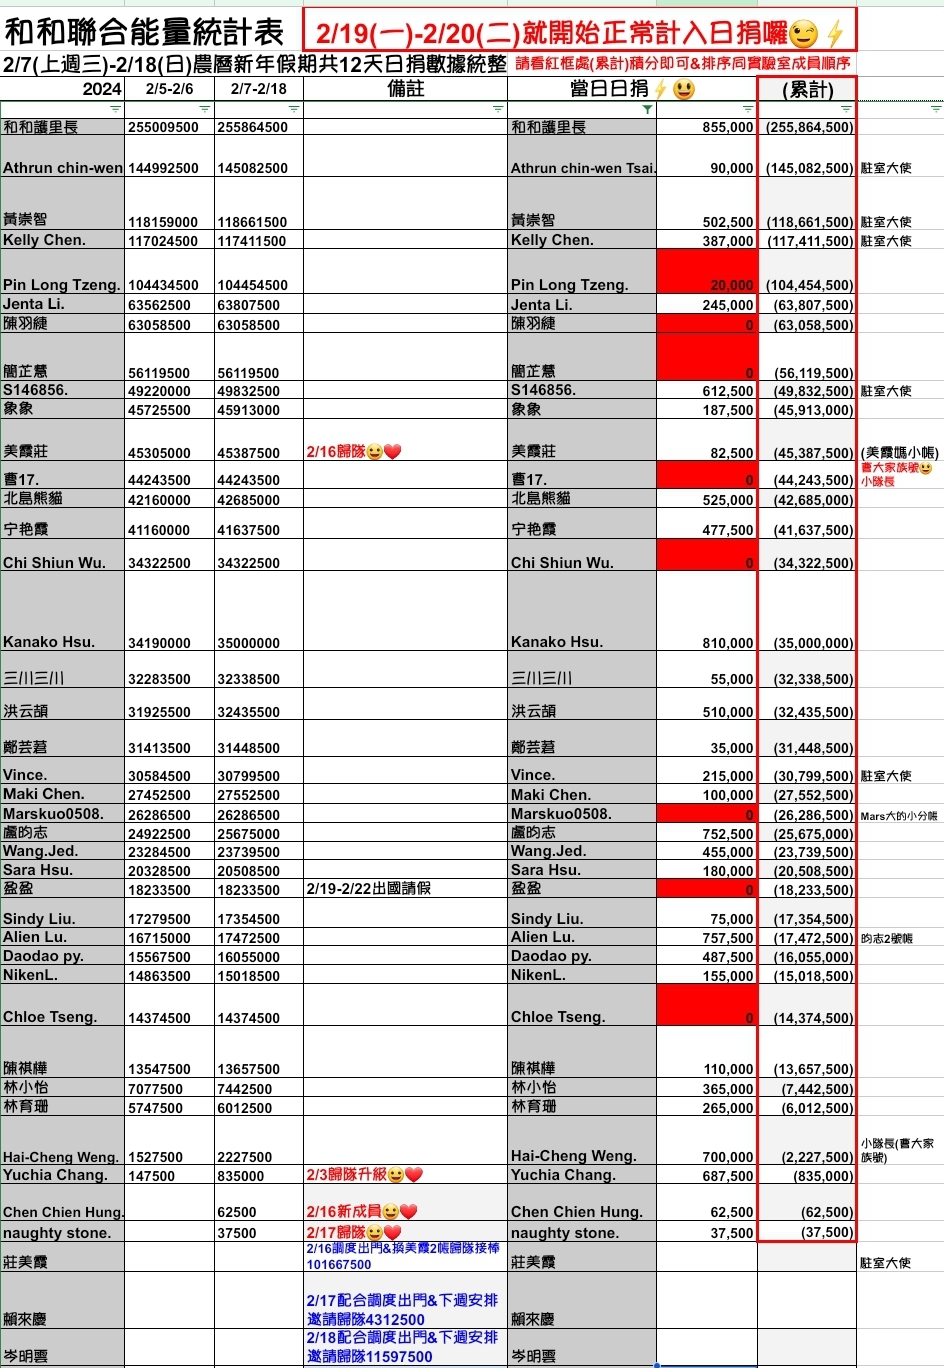 和和聯合能量統計表
2/19(一)-2/20(二)就開始正常計入日捐囉😉⚡
2/7(上週三)-2/18(日)農曆新年假期共12天日捐數據統整 請看紅框處(累計)積分即可&排序同實驗室成員順序
2024 2/5-2/6 2/7-2/18 備註 當日日捐⚡😃 (累計)
和和護里長 255009500 255864500 和和護里長 855,000 (255,864,500)
Athrun chin-wen 144992500 145082500 Athrun chin-wen Tsai. 90,000 (145,082,500) 駐室大使
黃崇智 118159000 118661500 黃崇智 502,500 (118,661,500) 駐室大使
Kelly Chen. 117024500 117411500 Kelly Chen. 387,000 (117,411,500) 駐室大使
Pin Long Tzeng. 104434500 104454500 Pin Long Tzeng. 20,000 (104,454,500)
Jenta Li. 63562500 63807500 Jenta Li. 245,000 (63,807,500)
陳羽緁 63058500 63058500 陳羽緁 0 (63,058,500)
簡芷慧 56119500 56119500 簡芷慧 0 (56,119,500)
S146856. 49220000 49832500 S146856. 612,500 (49,832,500) 駐室大使
象象 45725500 45913000 象象 187,500 (45,913,000)
美霞莊 45305000 45387500 2/16歸隊😀❤️ 美霞莊 82,500 (45,387,500) (美霞嗎小帳)
曹17. 44243500 44243500 曹17. 0 (44,243,500) 曹大家族號😃
小隊長
北島熊貓 42160000 42685000 北島熊貓 525,000 (42,685,000)
宁艳霞 41160000 41637500 宁艳霞 477,500 (41,637,500)
Chi Shiun Wu. 34322500 34322500 Chi Shiun Wu. 0 (34,322,500)
Kanako Hsu. 34190000 35000000 Kanako Hsu. 810,000 (35,000,000)
三川三川 32283500 32338500 三川三川 55,000 (32,338,500)
洪云頡 31925500 32435500 洪云頡 510,000 (32,435,500)
鄭芸莙 31413500 31448500 鄭芸莙 35,000 (31,448,500)
Vince. 30584500 30799500 Vince. 215,000 (30,799,500) 駐室大使
Maki Chen. 27452500 27552500 Maki Chen. 100,000 (27,552,500)
Marskuo0508. 26286500 26286500 Marskuo0508. 0 (26,286,500) Mars大的小分帳
盧昀志 24922500 25675000 盧昀志 752,500 (25,675,000)
Wang.Jed. 23284500 23739500 Wang.Jed. 455,000 (23,739,500)
Sara Hsu. 20328500 20508500 Sara Hsu. 180,000 (20,508,500)
盈盈 18233500 18233500 2/19-2/22出國請假 盈盈 0 (18,233,500)
Sindy Liu. 17279500 17354500 Sindy Liu. 75,000 (17,354,500)
Alien Lu. 16715000 17472500 Alien Lu. 757,500 (17,472,500) 昀志2號帳
Daodao py. 15567500 16055000 Daodao py. 487,500 (16,055,000)
NikenL. 14863500 15018500 NikenL. 155,000 (15,018,500)
Chloe Tseng. 14374500 14374500 Chloe Tseng. 0 (14,374,500)
陳祺樺 13547500 13657500 陳祺樺 110,000 (13,657,500)
林小怡 7077500 7442500 林小怡 365,000 (7,442,500)
林育珊 5747500 6012500 林育珊 265,000 (6,012,500)
Hai-Cheng Weng. 1527500 2227500 Hai-Cheng Weng. 700,000 (2,227,500) 小隊長(曹大家
族號)
Yuchia Chang. 147500 835000 2/3歸隊升級😀❤️ Yuchia Chang. 687,500 (835,000)
Chen Chien Hung. 62500 2/16新成員😀❤️ Chen Chien Hung. 62,500 (62,500)
naughty stone. 37500 2/17歸隊😀❤️ naughty stone. 37,500 (37,500)
2/16調度出門&換美霞2帳歸隊接棒
莊美霞 101667500 莊美霞 駐室大使
2/17配合調度出門&下週安排
賴來慶 邀請歸隊4312500 賴來慶
2/18配合調度出門&下週安排
岑明雲 邀請歸隊11597500 岑明雲